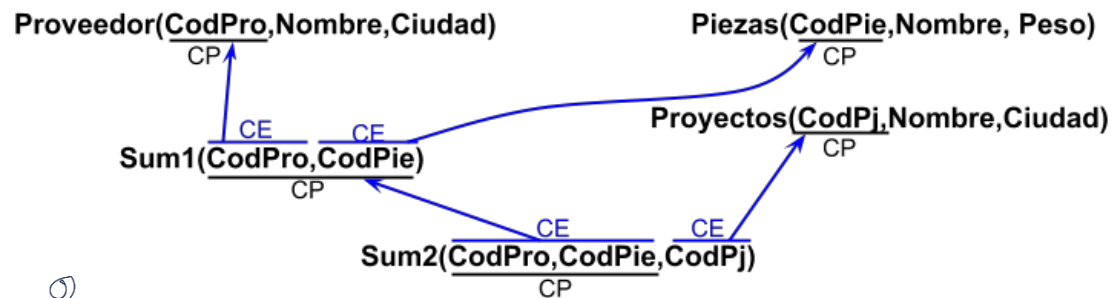 Proveedor(CodPro,Nombre,Ciudad)
CP
Piezas(CodPie,Nombre, Peso)
CP
Proyectos(CodPj,Nombre,Ciudad)
CP
CE CE
Sum1(CodPro,CodPie)
CP
CE CE
Sum2(CodPro,CodPie,CodPj)
CP